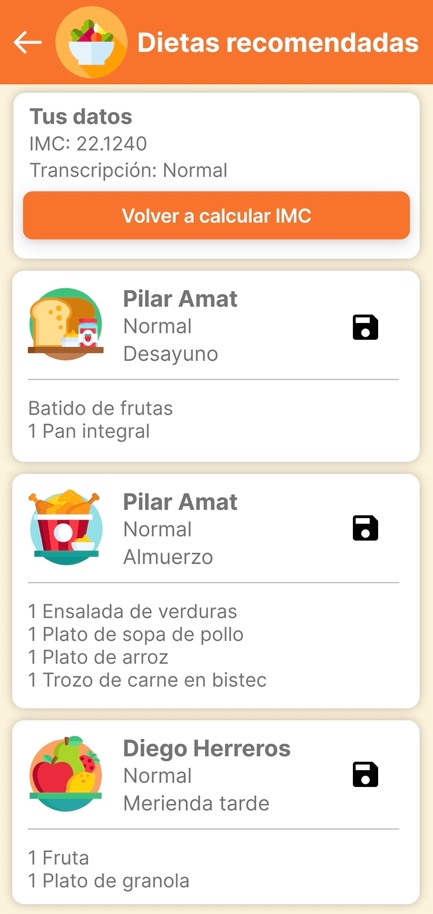 Dietas recomendadas
Tus datos
IMC: 22.1240
Transcripción: Normal
Volver a calcular IMC
Pilar Amat
Normal
Desayuno
Batido de frutas
1 Pan integral
Pilar Amat
Normal
Almuerzo
1 Ensalada de verduras
1 Plato de sopa de pollo
1 Plato de arroz
1 Trozo de carne en bistec
Diego Herreros
Normal
Merienda tarde
1 Fruta
1 Plato de granola